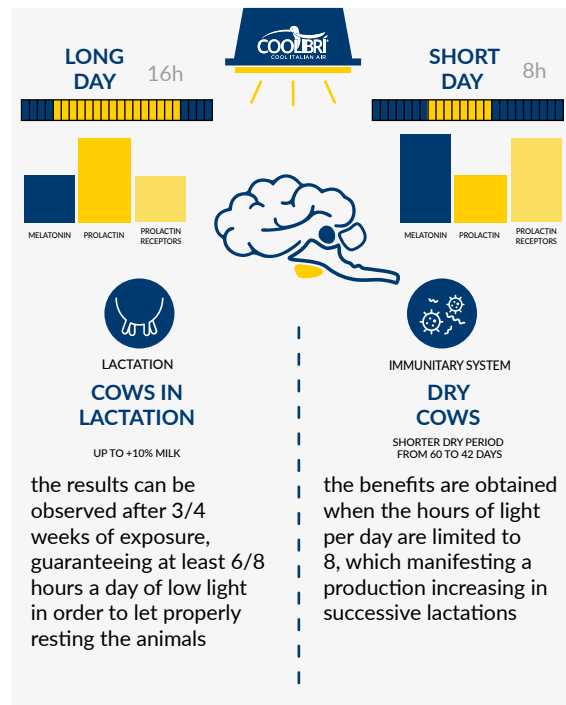 COOLIBRÌ
COOL ITALIAN AIR
LONG
DAY
16h
MELATONIN
PROLACTIN
PROLACTIN
RECEPTORS
SHORT
DAY
8h
MELATONIN
PROLACTIN
PROLACTIN
RECEPTORS
LACTATION
COWS IN
LACTATION
UP TO +10% MILK
the results can be
observed after 3/4
weeks of exposure,
guaranteeing at least 6/8
hours a day of low light
in order to let properly
resting the animals
IMMUNITARY SYSTEM
DRY
COWS
SHORTER DRY PERIOD
FROM 60 TO 42 DAYS
the benefits are obtained
when the hours of light
per day are limited to
8, which manifesting a
production increasing in
successive lactations